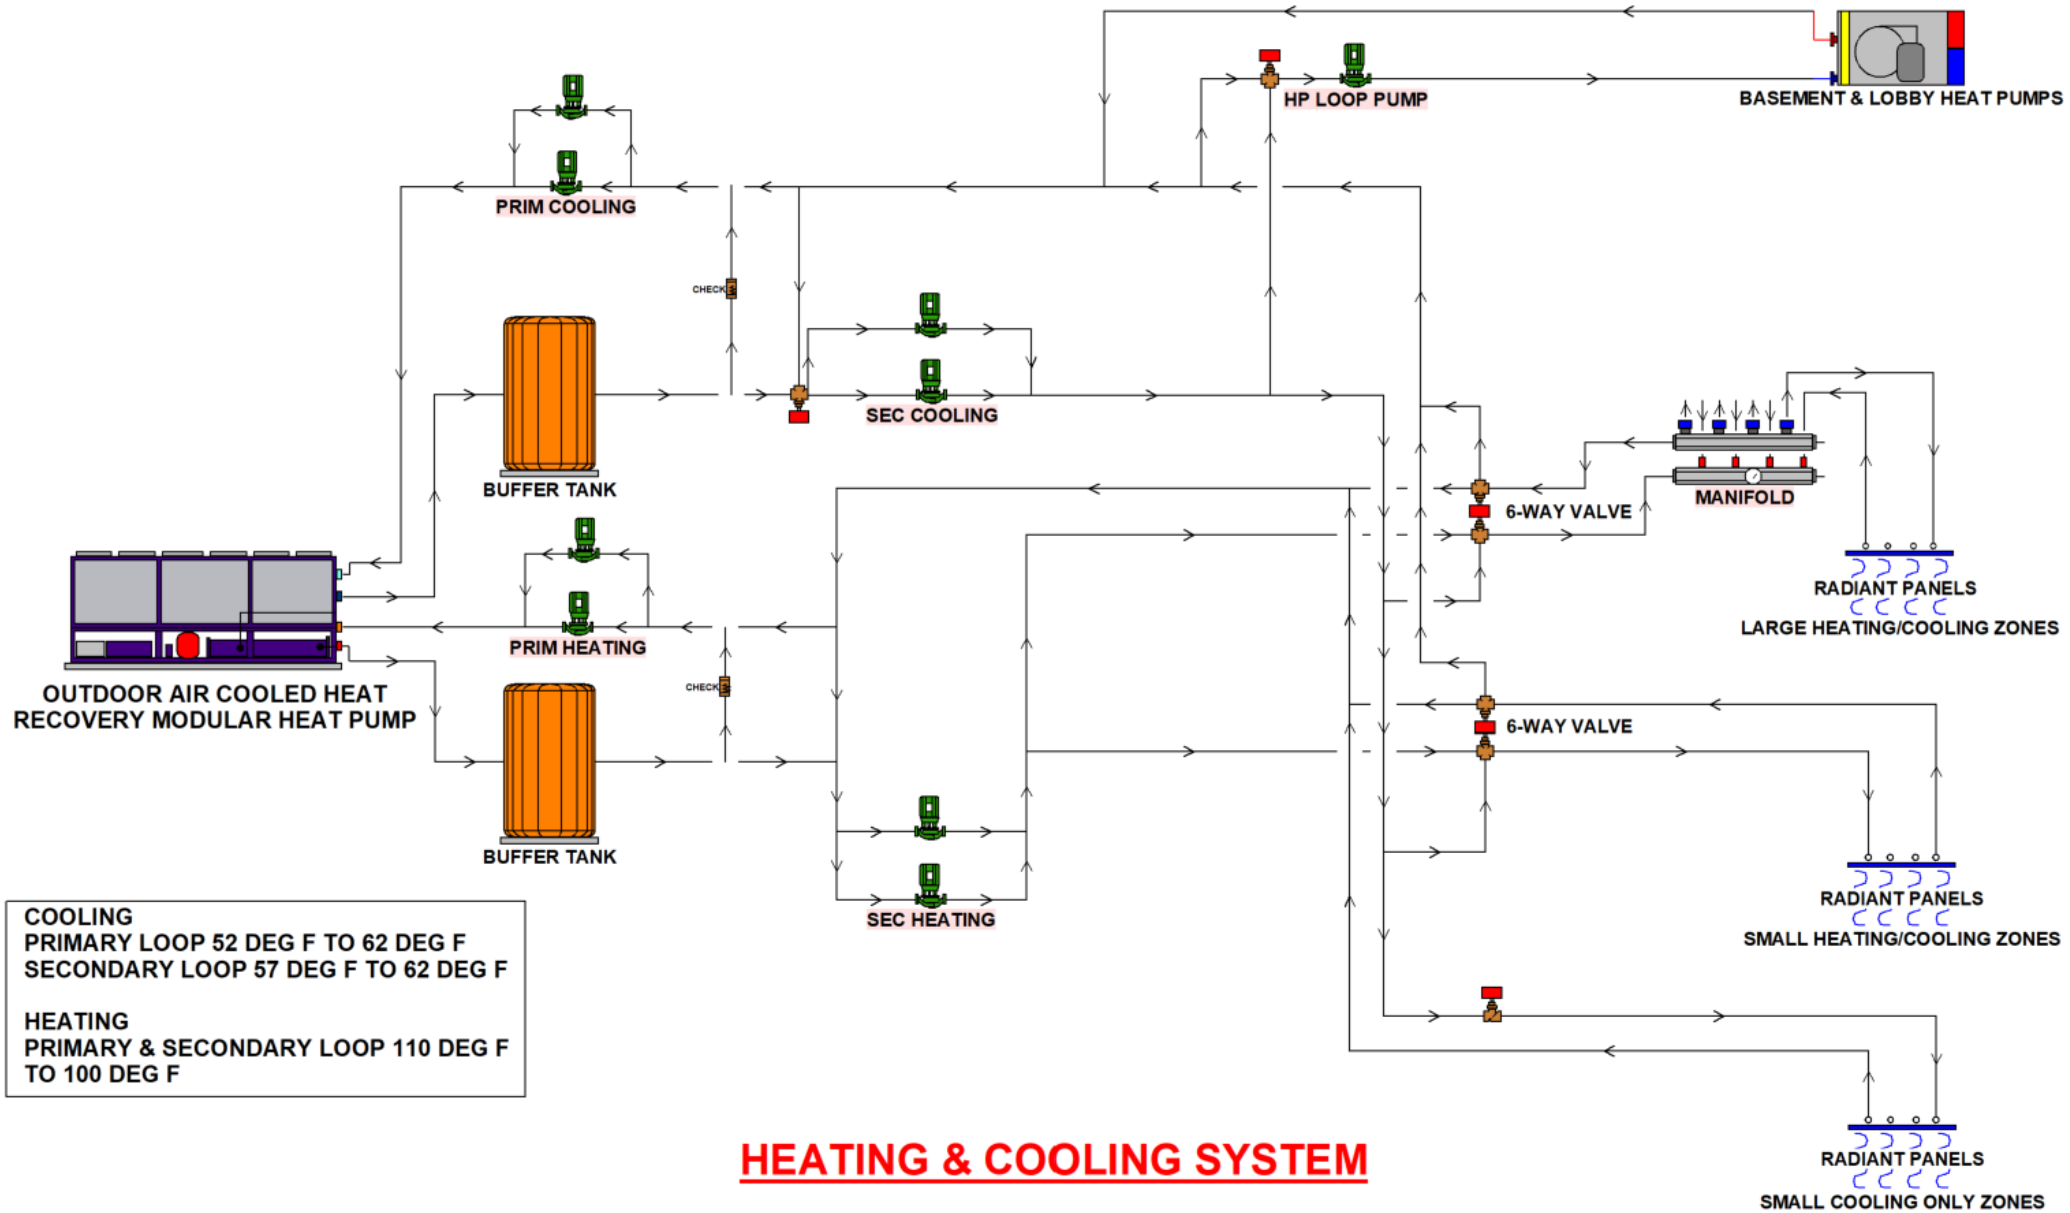 HP LOOP PUMP
BASEMENT & LOBBY HEAT PUMPS
PRIM COOLING
CHECK
SEC COOLING
BUFFER TANK
MANIFOLD
6-WAY VALVE
RADIANT PANELS
LARGE HEATING/COOLING ZONES
PRIM HEATING
CHECK
OUTDOOR AIR COOLED HEAT
RECOVERY MODULAR HEAT PUMP
6-WAY VALVE
BUFFER TANK
SEC HEATING
RADIANT PANELS
SMALL HEATING/COOLING ZONES
COOLING
PRIMARY LOOP 52 DEG F TO 62 DEG F
SECONDARY LOOP 57 DEG F TO 62 DEG F
HEATING
PRIMARY & SECONDARY LOOP 110 DEG F
TO 100 DEG F
HEATING & COOLING SYSTEM
RADIANT PANELS
SMALL COOLING ONLY ZONES